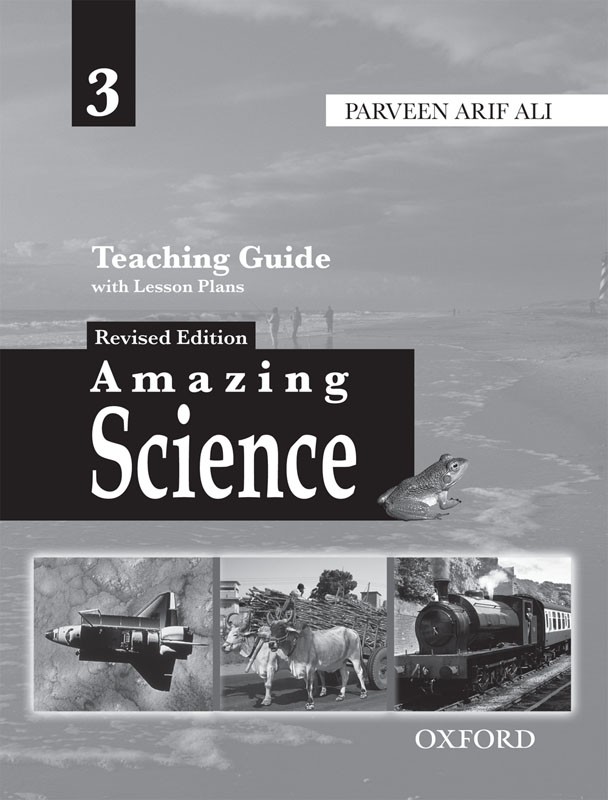 3
PARVEEN ARIF ALI
Teaching Guide
with Lesson Plans
Revised Edition
Amazing
Science
OXFORD